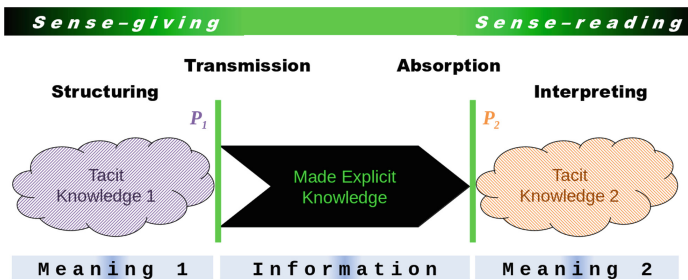 Sense-giving
Sense-reading
Transmission
Absorption
Structuring
Interpreting
P1
P2
Tacit
Knowledge 1
Made Explicit
Knowledge
Tacit
Knowledge 2
Meaning 1
Information
Meaning 2